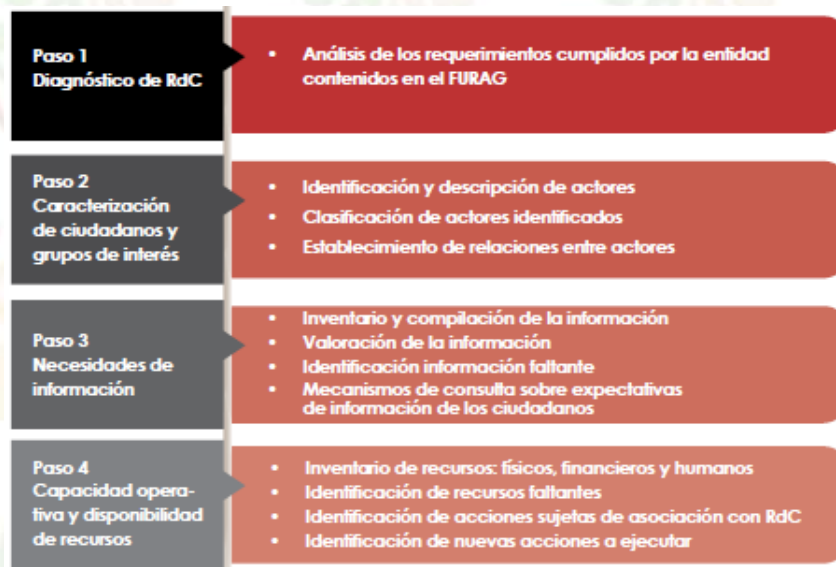 Paso 1
Diagnóstico de RdC
• Análisis de los requerimientos cumplidos por la entidad
contenidos en el FURAG
Paso 2
Caracterización
de ciudadanos y
grupos de interés
• Identificación y descripción de actores
• Clasificación de actores identificados
• Establecimiento de relaciones entre actores
Paso 3
Necesidades de
información
• Inventario y compilación de la información
• Valoración de la información
• Identificación información faltante
• Mecanismos de consulta sobre expectativas
de información de los ciudadanos
Paso 4
Capacidad opera-
tiva y disponibilidad
de recursos
• Inventario de recursos: físicos, financieros y humanos
• Identificación de recursos faltantes
• Identificación de acciones sujetas de asociación con RdC
• Identificación de nuevas acciones a ejecutar